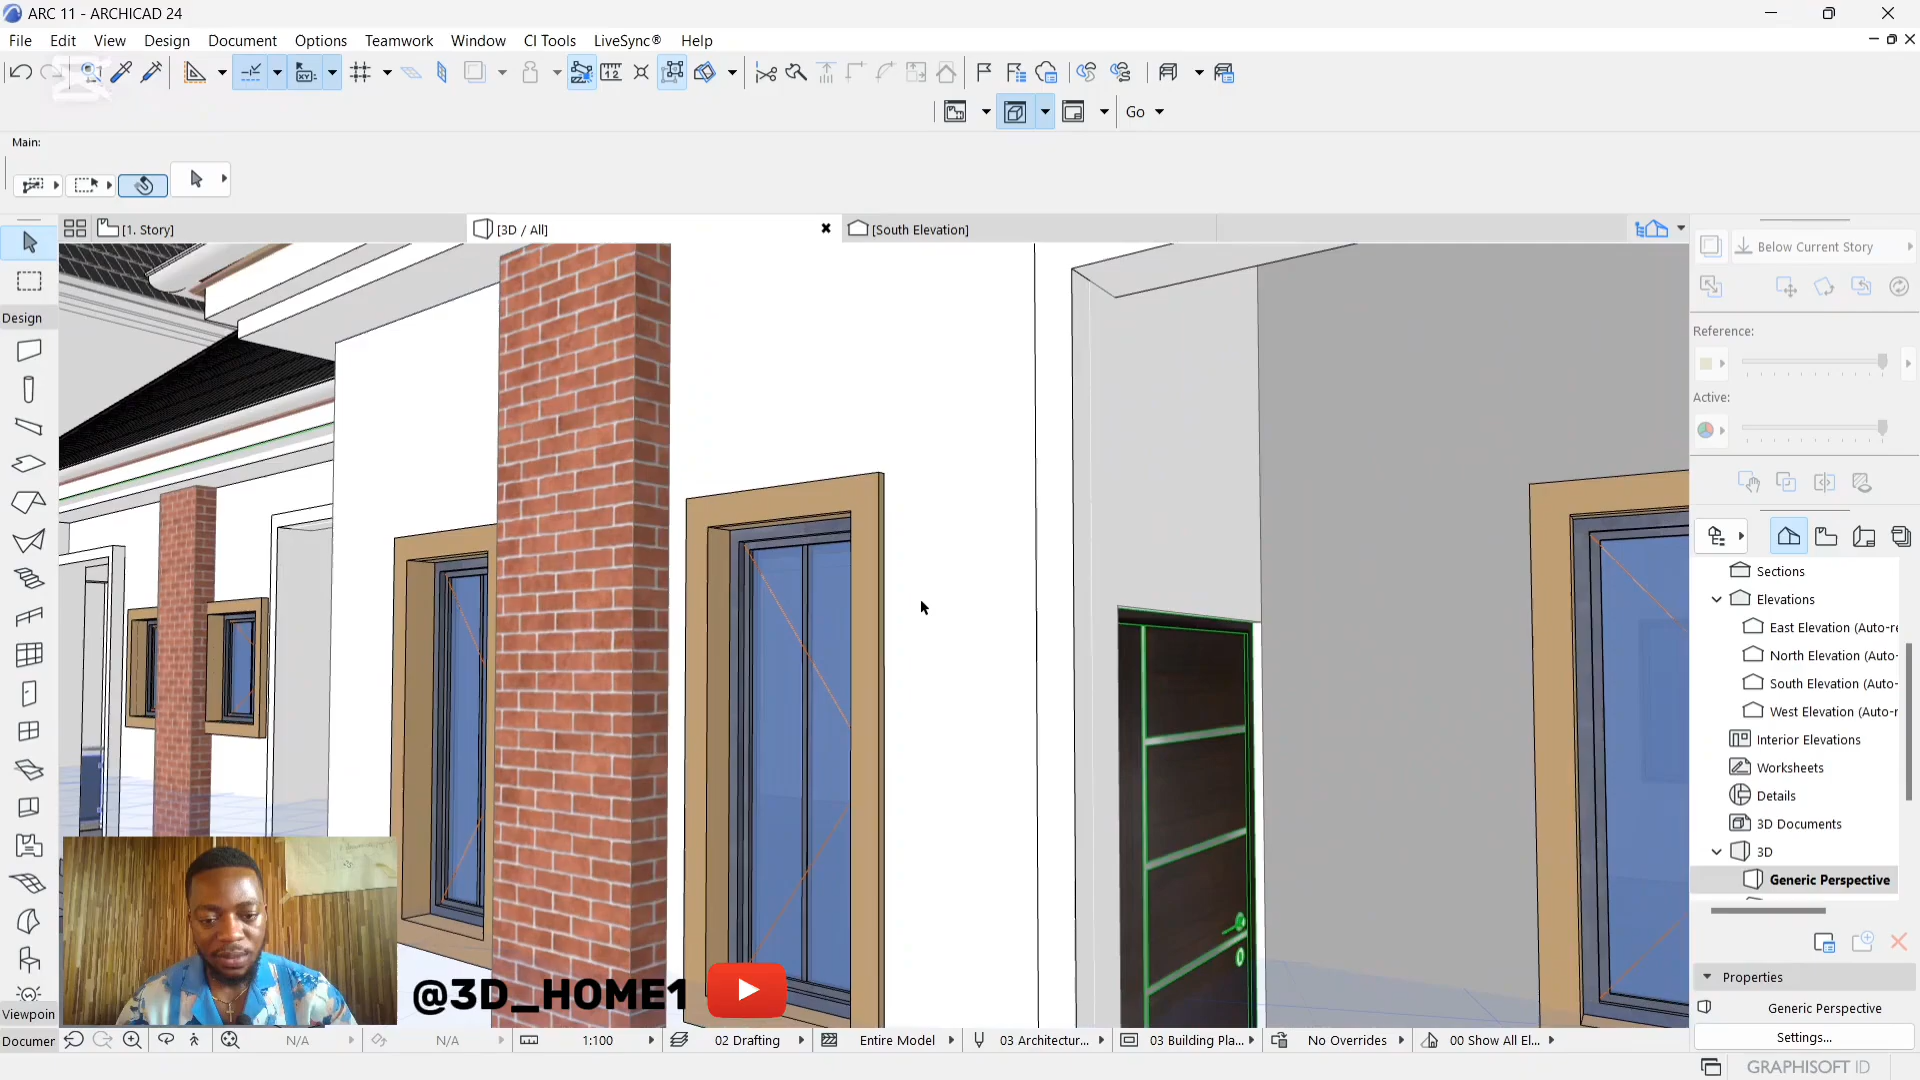 ARC 11 - ARCHICAD 24
File Edit View Design Document Options Teamwork Window CI Tools LiveSync® Help
Go
Main:
[1. Story]
[3D / All]
[South Elevation]
Below Current Story
Design
Reference:
Active:
Sections
Elevations
East Elevation (Auto-re
North Elevation (Auto-
South Elevation (Auto-
West Elevation (Auto-r
Interior Elevations
Worksheets
Details
3D Documents
3D
Generic Perspective
Properties
Generic Perspective
Settings...
@3D_HOME1
Viewpoin
Documer
N/A
N/A
1:100
02 Drafting
Entire Model
03 Architectur...
03 Building Pla...
No Overrides
00 Show All El...
GRAPHISOFT ID